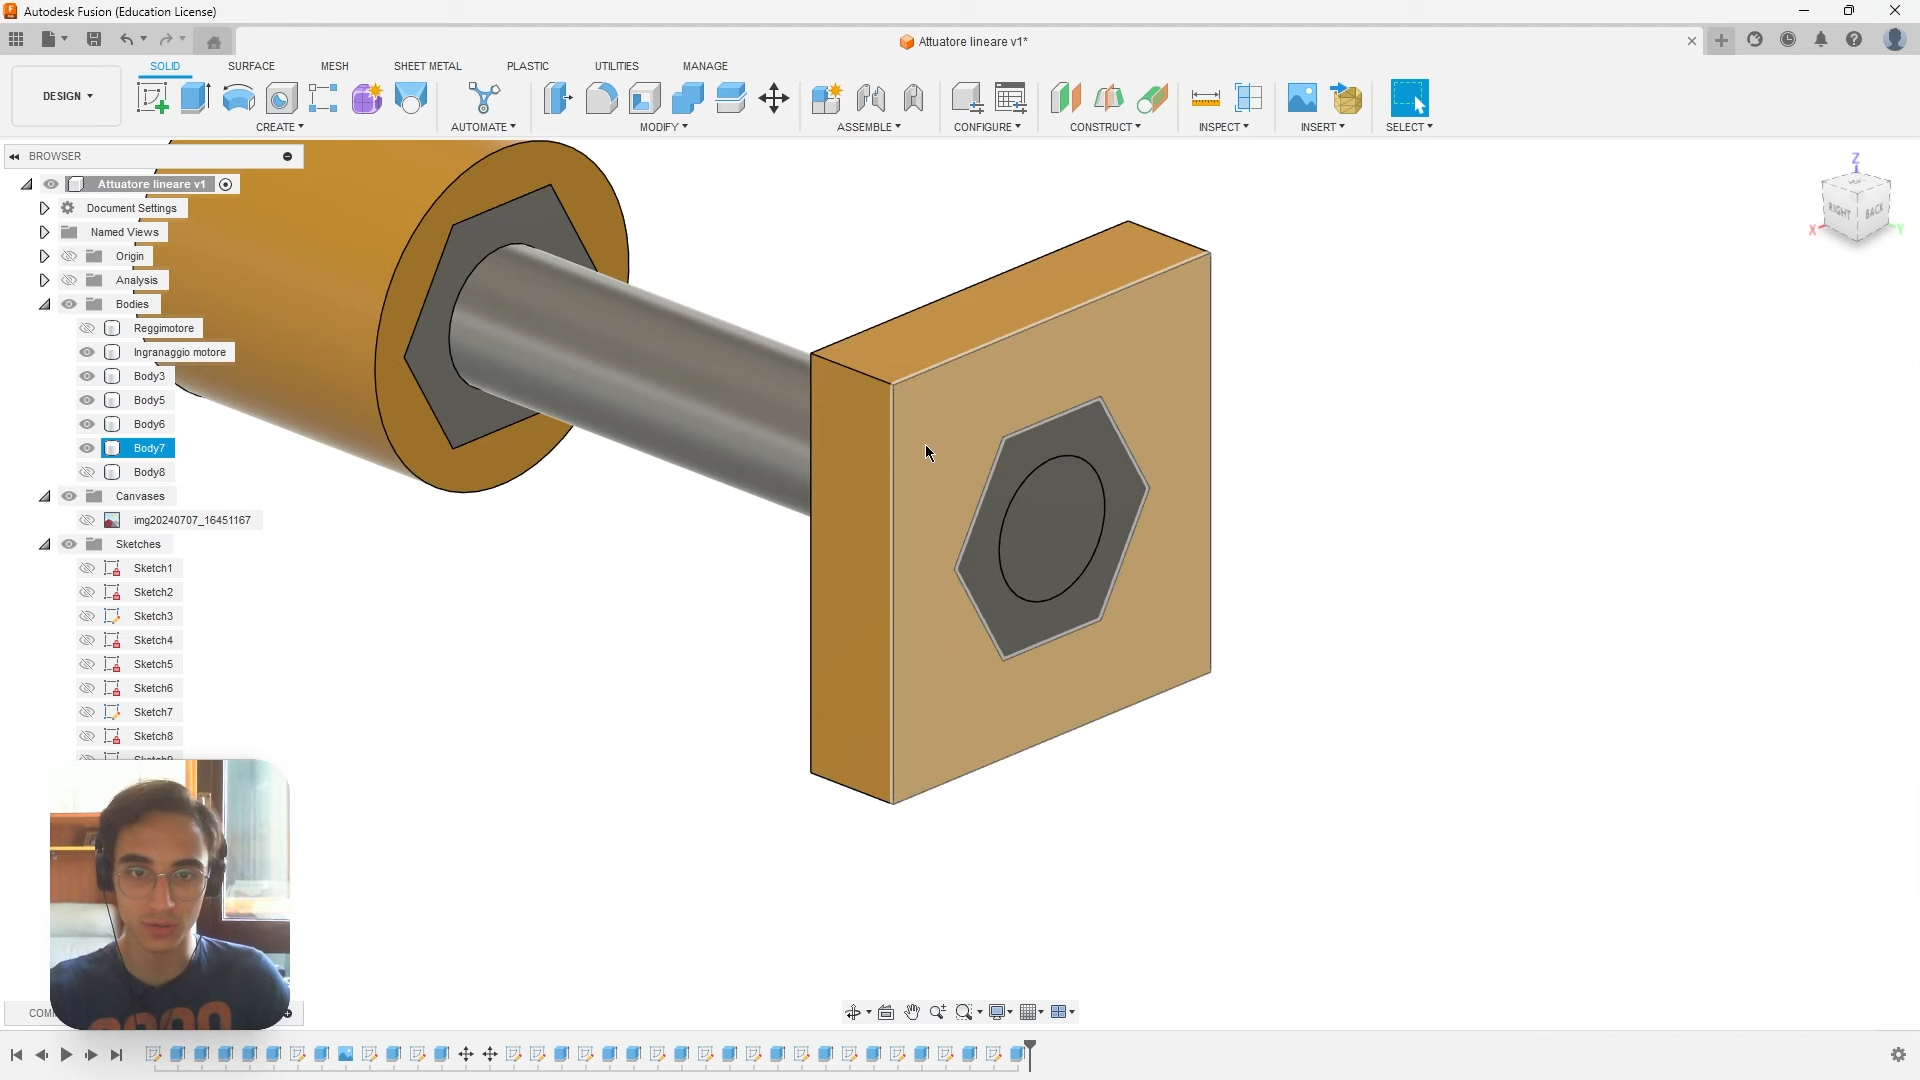 Autodesk Fusion (Education License)
Attuatore lineare v1*
DESIGN
SOLID
SURFACE
MESH
SHEET METAL
PLASTIC
UTILITIES
MANAGE
CREATE
AUTOMATE
MODIFY
ASSEMBLE
CONFIGURE
CONSTRUCT
INSPECT
INSERT
SELECT
BROWSER
Attuatore lineare v1
Document Settings
Named Views
Origin
Analysis
Bodies
Reggimotore
Ingranaggio motore
Body3
Body5
Body6
Body7
Body8
Canvases
img20240707_16451167
Sketches
Sketch1
Sketch2
Sketch3
Sketch4
Sketch5
Sketch6
Sketch7
Sketch8
Z
X
Y
RIGHT
BACK